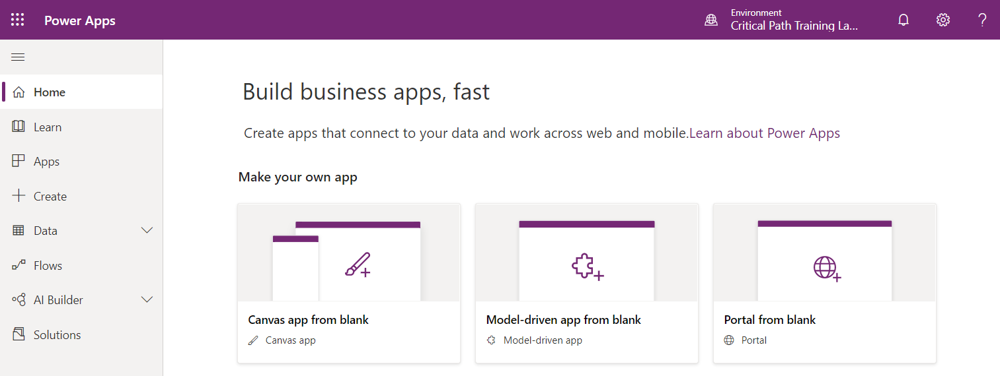 Power Apps
Environment
Critical Path Training La...
Home
Learn
Apps
Create
Data
Flows
AI Builder
Solutions
Build business apps, fast
Create apps that connect to your data and work across web and mobile.Learn about Power Apps
Make your own app
Canvas app from blank
Canvas app
Model-driven app from blank
Model-driven app
Portal from blank
Portal